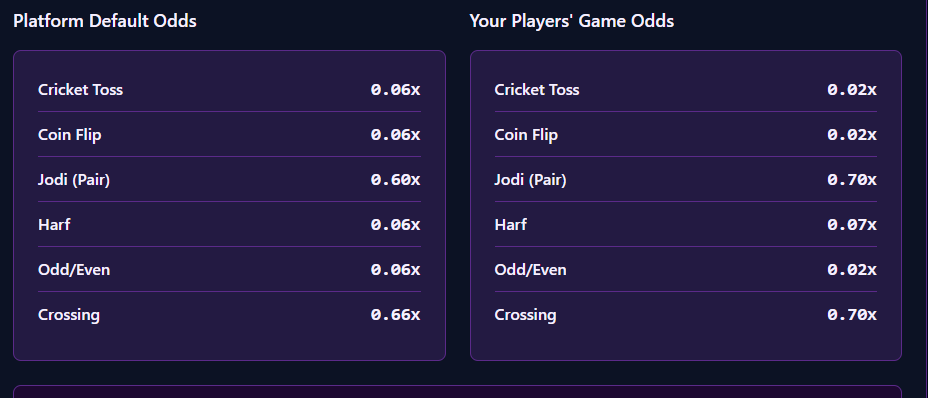 Platform Default Odds
Cricket Toss 0.06x
Coin Flip 0.06x
Jodi (Pair) 0.60x
Harf 0.06x
Odd/Even 0.06x
Crossing 0.66x
Your Players' Game Odds
Cricket Toss 0.02x
Coin Flip 0.02x
Jodi (Pair) 0.70x
Harf 0.07x
Odd/Even 0.02x
Crossing 0.70x